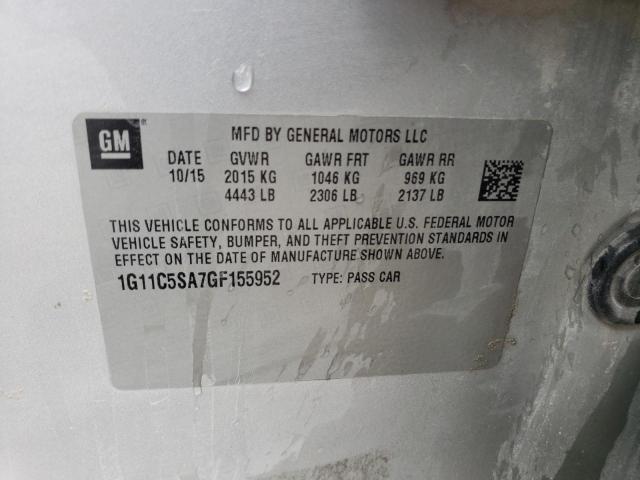 GM
MFD BY GENERAL MOTORS LLC
DATE GVWR GAWR FRT GAWR RR
10/15 2015 KG 1046 KG 969 KG
4443 LB 2306 LB 2137 LB
THIS VEHICLE CONFORMS TO ALL APPLICABLE U.S. FEDERAL MOTOR
VEHICLE SAFETY, BUMPER, AND THEFT PREVENTION STANDARDS IN
EFFECT ON THE DATE OF MANUFACTURE SHOWN ABOVE.
1G11C5SA7GF155952 TYPE: PASS CAR